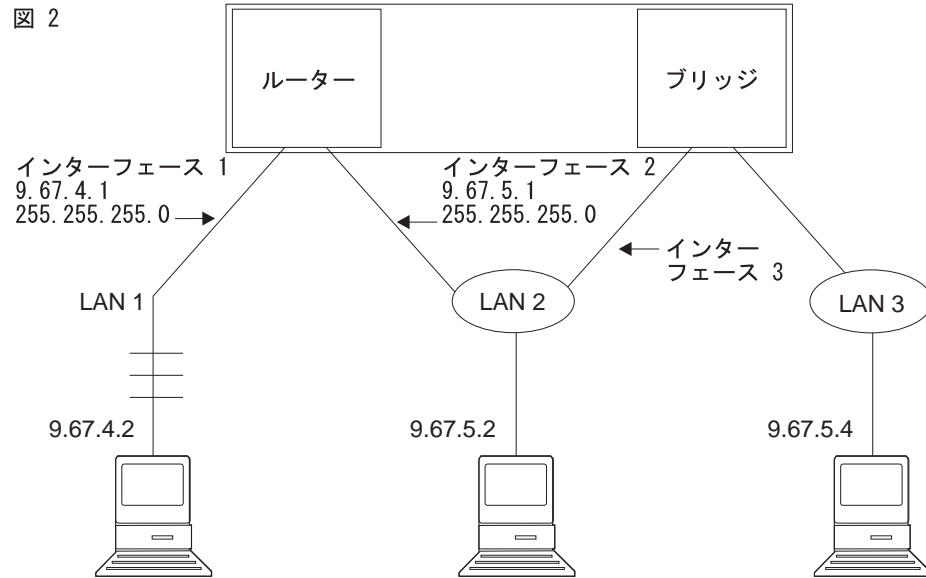 図 2
ルーター
ブリッジ
インターフェース 1
9.67.4.1
255.255.255.0
インターフェース 2
9.67.5.1
255.255.255.0
インター
フェース 3
LAN 1
LAN 2
LAN 3
9.67.4.2
9.67.5.2
9.67.5.4